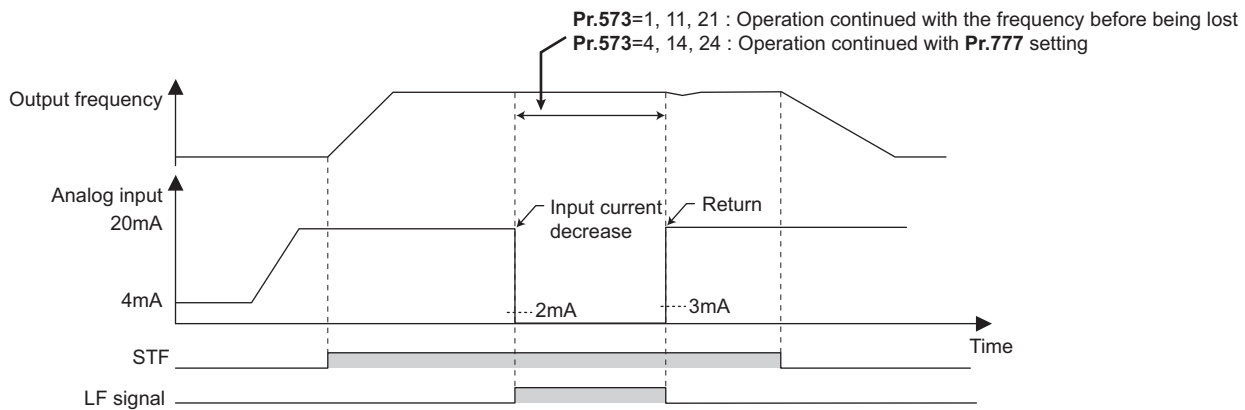 Pr.573=1, 11, 21 : Operation continued with the frequency before being lost
Pr.573=4, 14, 24 : Operation continued with Pr.777 setting
Output frequency
Analog input
20mA
Input current
decrease
Return
4mA
2mA
3mA
Time
STF
LF signal